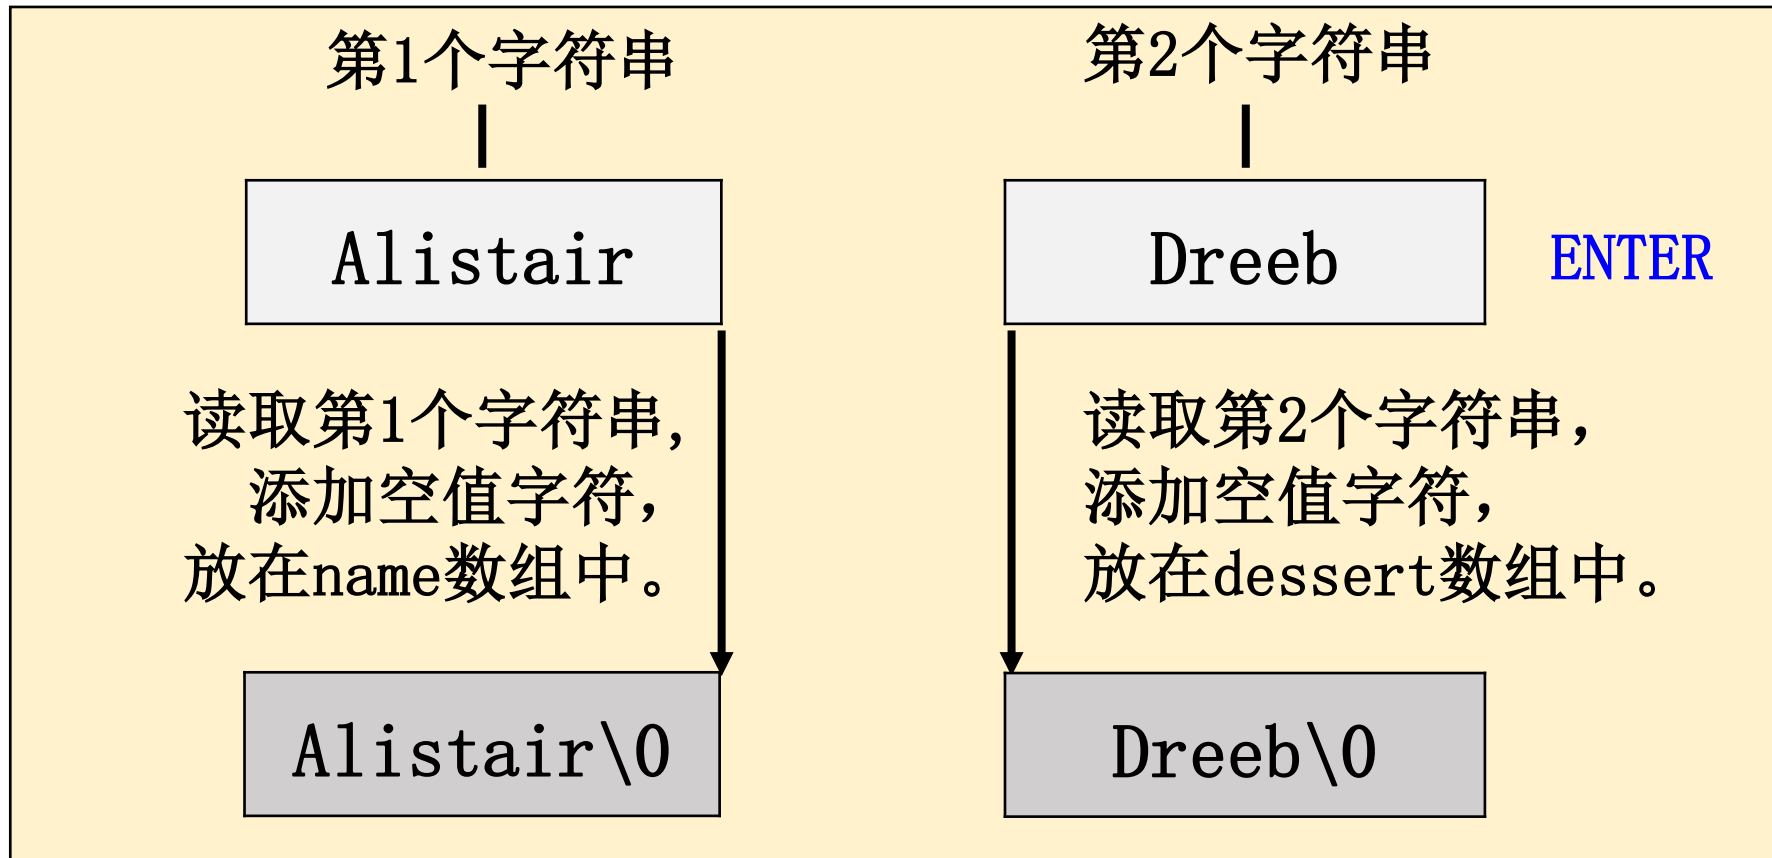 第1个字符串
第2个字符串
Alistair
Dreeb
ENTER
读取第1个字符串,
添加空值字符，
放在name数组中。
读取第2个字符串，
添加空值字符，
放在dessert数组中。
Alistair\0
Dreeb\0